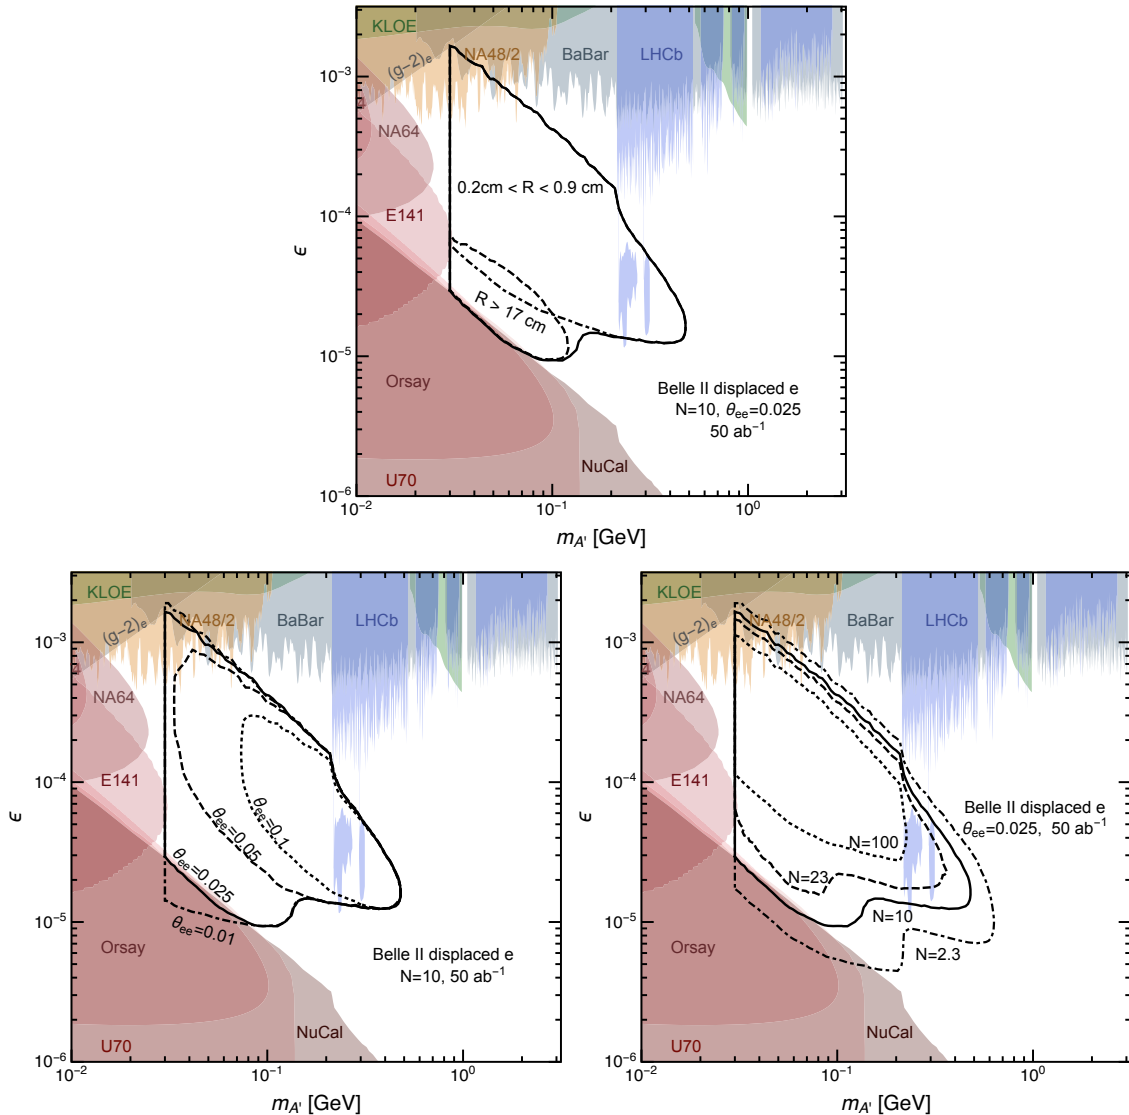 KLOE
(g−2)e
NA48/2
BaBar
LHCb
NA64
E141
0.2cm < R < 0.9 cm
R > 17 cm
Orsay
U70
NuCal
Belle II displaced e
N=10, θee=0.025
50 ab−1
10−3
10−4
10−5
10−6
ϵ
10−2
10−1
100
mA' [GeV]
KLOE
(g−2)e
NA48/2
BaBar
LHCb
NA64
E141
θee=0.1
θee=0.05
θee=0.025
θee=0.01
Orsay
U70
NuCal
Belle II displaced e
N=10, 50 ab−1
10−3
10−4
10−5
10−6
ϵ
10−2
10−1
100
mA' [GeV]
KLOE
(g−2)e
NA48/2
BaBar
LHCb
NA64
E141
Belle II displaced e
θee=0.025, 50 ab−1
N=100
N=23
N=10
N=2.3
Orsay
U70
NuCal
10−3
10−4
10−5
10−6
ϵ
10−2
10−1
100
mA' [GeV]